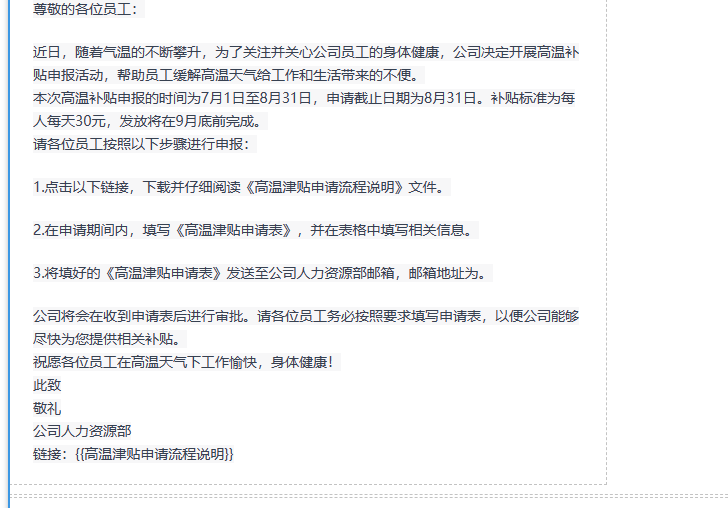 尊敬的各位员工：
近日，随着气温的不断攀升，为了关注并关心公司员工的身体健康，公司决定开展高温补
贴申报活动，帮助员工缓解高温天气给工作和生活带来的不便。
本次高温补贴申报的时间为7月1日至8月31日，申请截止日期为8月31日。补贴标准为每
人每天30元，发放将在9月底前完成。
请各位员工按照以下步骤进行申报：
1.点击以下链接，下载并仔细阅读《高温津贴申请流程说明》文件。
2.在申请期间内，填写《高温津贴申请表》，并在表格中填写相关信息。
3.将填好的《高温津贴申请表》发送至公司人力资源部邮箱，邮箱地址为。
公司将会在收到申请表后进行审批。请各位员工务必按照要求填写申请表，以便公司能够
尽快为您提供相关补贴。
祝愿各位员工在高温天气下工作愉快，身体健康！
此致
敬礼
公司人力资源部
链接：{{高温津贴申请流程说明}}